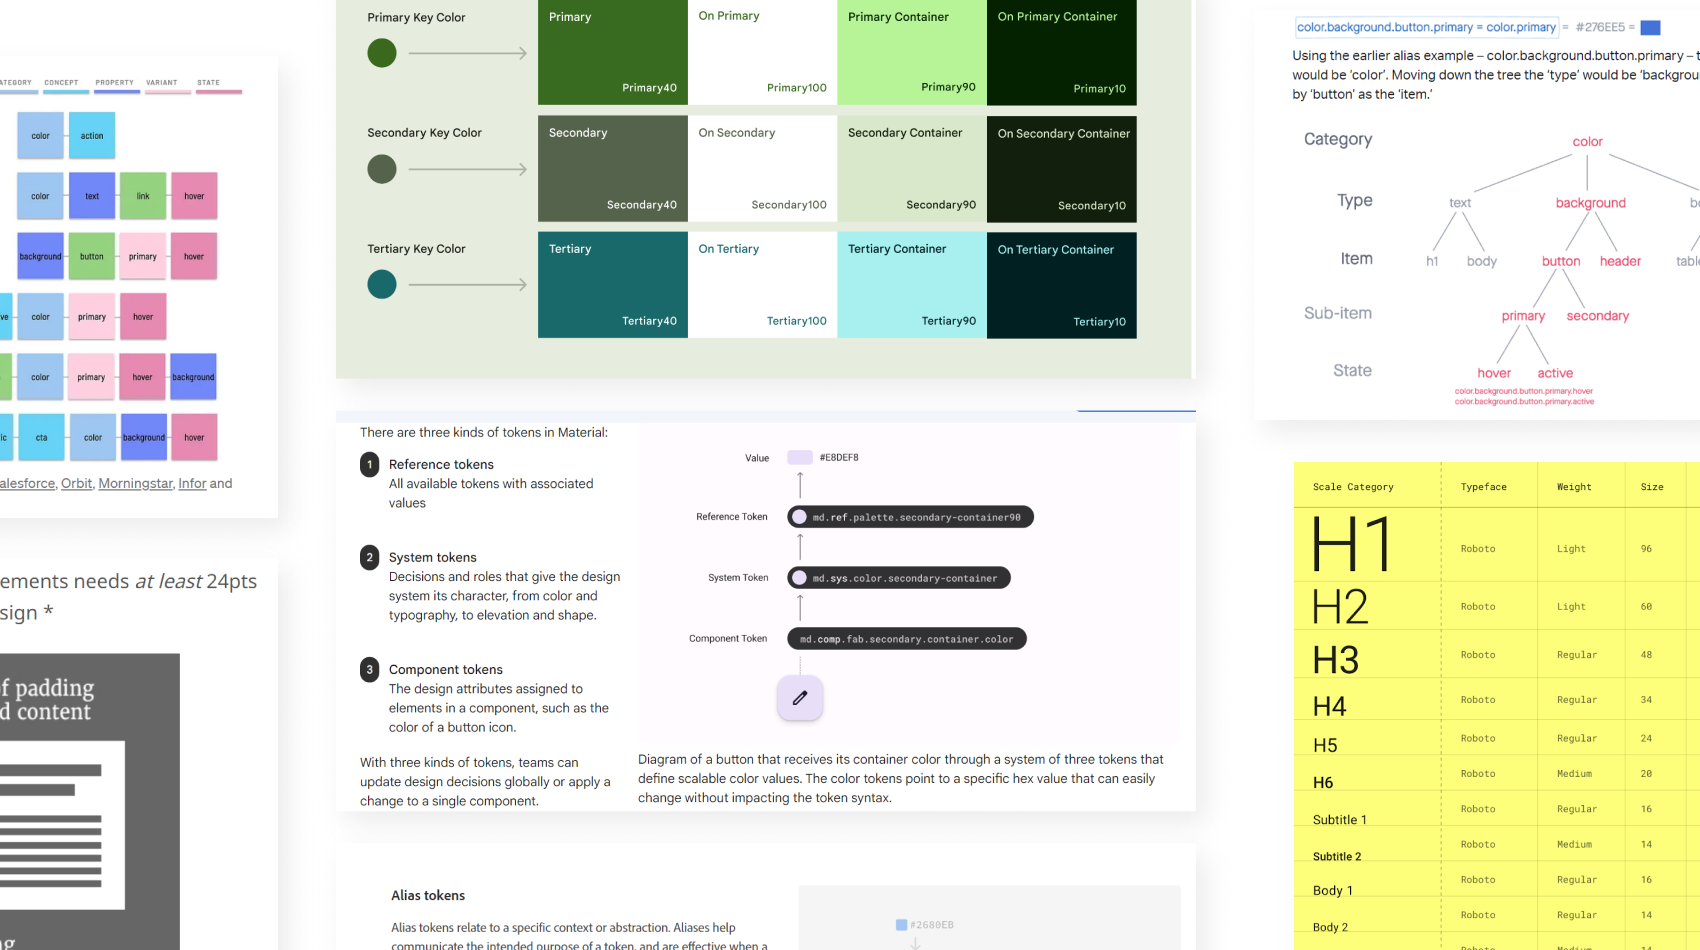 ATEGORY CONCEPT PROPERTY VARIANT STATE
color action
color text link hover
background button primary hover
ve color primary hover
color primary hover background
ic cta color background hover
alesforce, Orbit, Morningstar, Infor and
ements needs at least 24pts
sign *
f padding
d content
ng
Primary Key Color
Primary On Primary Primary Container On Primary Container
Primary40 Primary100 Primary90 Primary10
Secondary Key Color
Secondary On Secondary Secondary Container On Secondary Container
Secondary40 Secondary100 Secondary90 Secondary10
Tertiary Key Color
Tertiary On Tertiary Tertiary Container On Tertiary Container
Tertiary40 Tertiary100 Tertiary90 Tertiary10
There are three kinds of tokens in Material:
1 Reference tokens
All available tokens with associated
values
2 System tokens
Decisions and roles that give the design
system its character, from color and
typography, to elevation and shape.
3 Component tokens
The design attributes assigned to
elements in a component, such as the
color of a button icon.
With three kinds of tokens, teams can
update design decisions globally or apply a
change to a single component.
Value #E8DEF8
Reference Token md.ref.palette.secondary-container90
System Token md.sys.color.secondary-container
Component Token md.comp.fab.secondary.container.color
Diagram of a button that receives its container color through a system of three tokens that
define scalable color values. The color tokens point to a specific hex value that can easily
change without impacting the token syntax.
Alias tokens
Alias tokens relate to a specific context or abstraction. Aliases help
communicate the intended purpose of a token, and are effective when a
#2680EB
color.background.button.primary = color.primary = #276EE5 =
Using the earlier alias example – color.background.button.primary – t
would be 'color'. Moving down the tree the 'type' would be 'backgrou
by 'button' as the 'item.'
Category color
Type text background bo
Item h1 body button header table
Sub-item primary secondary
State hover active
color.background.button.primary.hover
color.background.button.primary.active
Scale Category Typeface Weight Size
H1 Roboto Light 96
H2 Roboto Light 60
H3 Roboto Regular 48
H4 Roboto Regular 34
H5 Roboto Regular 24
H6 Roboto Medium 20
Subtitle 1 Roboto Regular 16
Subtitle 2 Roboto Medium 14
Body 1 Roboto Regular 16
Body 2 Roboto Regular 14
Roboto Medium 14